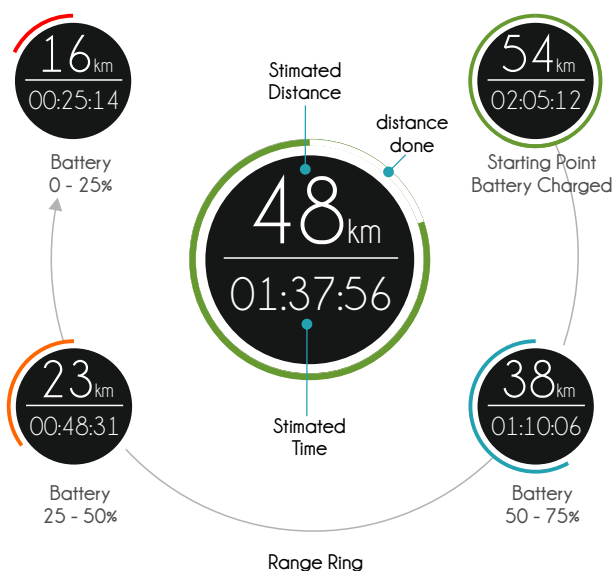 16km
00:25:14
Battery
0 - 25%
Stimated
Distance
distance
done
54km
02:05:12
Starting Point
Battery Charged
48km
01:37:56
Stimated
Time
23km
00:48:31
Battery
25 - 50%
38km
01:10:06
Battery
50 - 75%
Range Ring